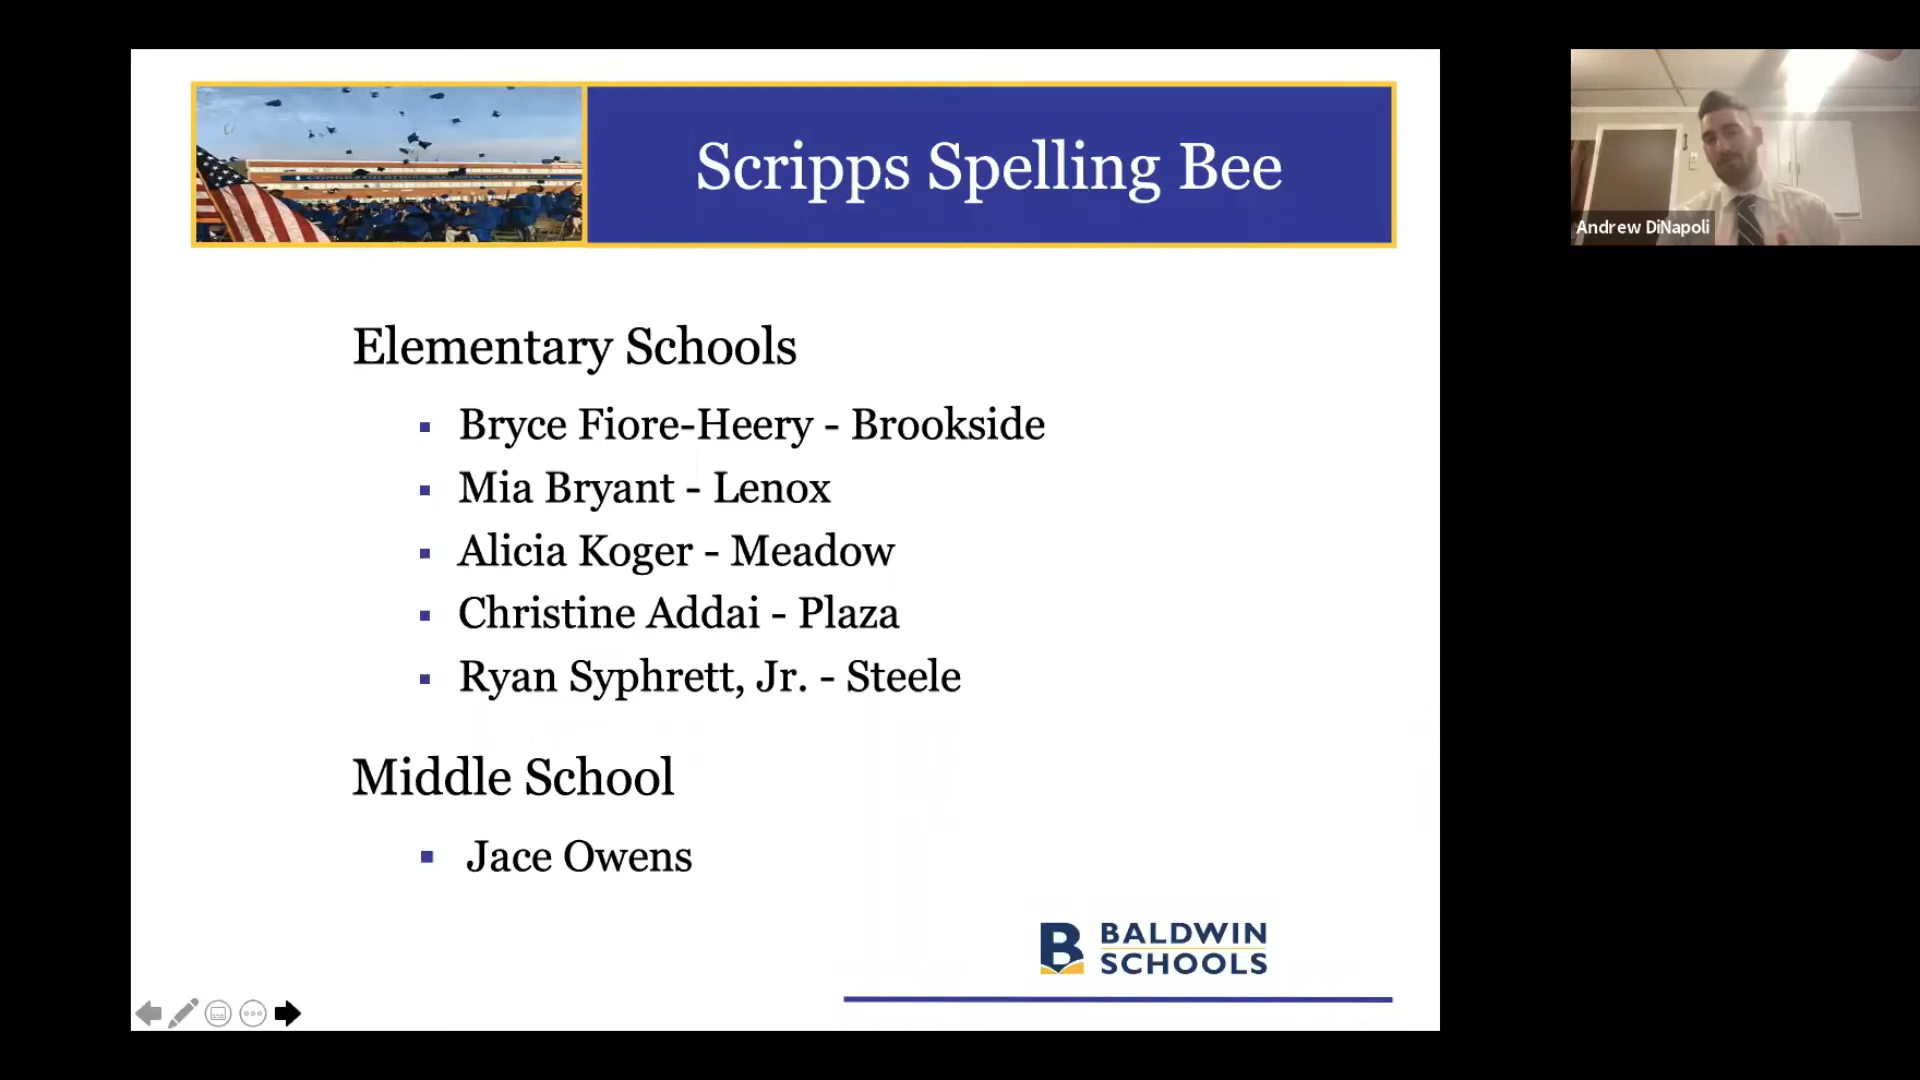 Scripps Spelling Bee
Andrew DiNapoli
Elementary Schools
Bryce Fiore-Heery - Brookside
Mia Bryant - Lenox
Alicia Koger - Meadow
Christine Addai - Plaza
Ryan Syphrett, Jr. - Steele
Middle School
Jace Owens
B BALDWIN
SCHOOLS